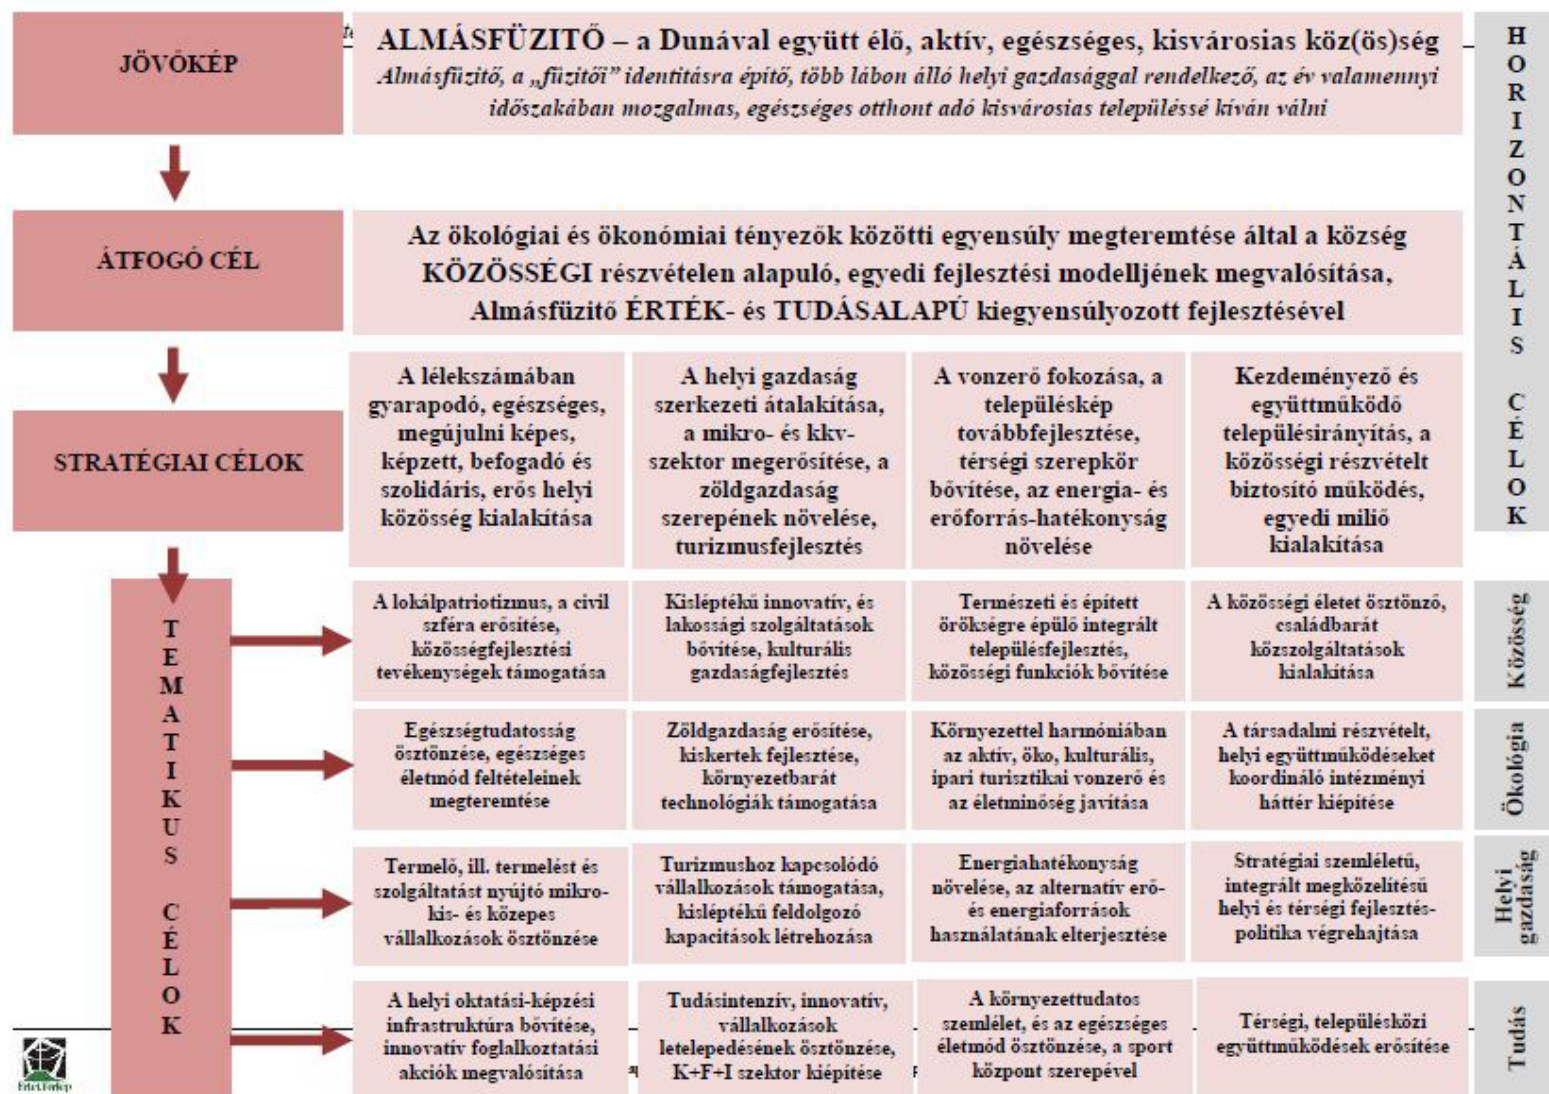 JÖVŐKÉP
ALMÁSFÜZITŐ – a Dunával együtt élő, aktív, egészséges, kisvárosias köz(ös)ség
Almásfüzitő, a „füzitői” identitásra építő, több lábon álló helyi gazdasággal rendelkező, az év valamennyi
időszakában mozgalmas, egészséges otthont adó kisvárosias településsé kíván válni
HORIZONTÁLIS CÉLOK
ÁTFOGÓ CÉL
Az ökológiai és ökonómiai tényezők közötti egyensúly megteremtése által a község
KÖZÖSSÉGI részvételen alapuló, egyedi fejlesztési modelljének megvalósítása,
Almásfüzitő ÉRTÉK- és TUDÁSALAPÚ kiegyensúlyozott fejlesztésével
STRATÉGIAI CÉLOK
A lélekszámában
gyarapodó, egészséges,
megújulni képes,
képzett, befogadó és
szolidáris, erős helyi
közösség kialakítása
A helyi gazdaság
szerkezeti átalakítása,
a mikro- és kkv-
szektor megerősítése, a
zöldgazdaság
szerepének növelése,
turizmusfejlesztés
A vonzerő fokozása, a
településkép
továbbfejlesztése,
térségi szerepkör
bővítése, az energia- és
erőforrás-hatékonyság
növelése
Kezdeményező és
együttműködő
településirányítás, a
közösségi részvételt
biztosító működés,
egyedi miliő
kialakítása
TEMATIKUS CÉLOK
A lokálpatriotizmus, a civil
szféra erősítése,
közösségfejlesztési
tevékenységek támogatása
Kisléptékű innovatív, és
lakossági szolgáltatások
bővítése, kulturális
gazdaságfejlesztés
Természeti és épített
örökségre épülő integrált
településfejlesztés,
közösségi funkciók bővítése
A közösségi életet ösztönző,
családbarát
közszolgáltatások
kialakítása
Közösség
Egészségtudatosság
ösztönzése, egészséges
életmód feltételeinek
megteremtése
Zöldgazdaság erősítése,
kiskertek fejlesztése,
környezetbarát
technológiák támogatása
Környezettel harmóniában
az aktív, öko, kulturális,
ipari turisztikai vonzerő és
az életminőség javítása
A társadalmi részvételt,
helyi együttműködéseket
koordináló intézményi
háttér kiépítése
Ökológia
Termelő, ill. termelést és
szolgáltatást nyújtó mikro-
kis- és közepes
vállalkozások ösztönzése
Turizmushoz kapcsolódó
vállalkozások támogatása,
kisléptékű feldolgozó
kapacitások létrehozása
Energiahatékonyság
növelése, az alternatív erő-
és energiaforrások
használatának elterjesztése
Stratégiai szemléletű,
integrált megközelítésű
helyi és térségi fejlesztés-
politika végrehajtása
Helyi
gazdaság
A helyi oktatási-képzési
infrastruktúra bővítése,
innovatív foglalkoztatási
akciók megvalósítása
Tudásintenzív, innovatív,
vállalkozások
letelepedésének ösztönzése,
K+F+I szektor kiépítése
A környezettudatos
szemlélet, és az egészséges
életmód ösztönzése, a sport
központ szerepével
Térségi, településközi
együttműködések erősítése
Tudás